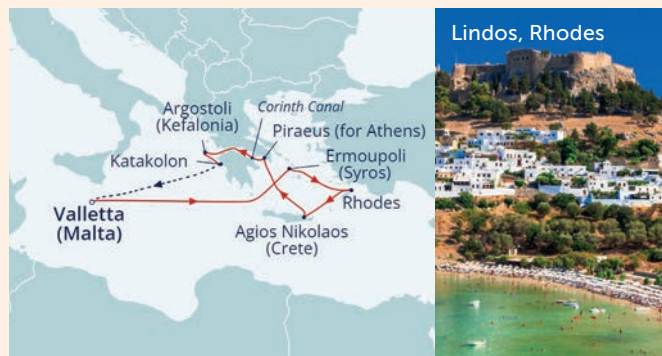 Lindos, Rhodes
Argostoli
(Kefalonia)
Corinth Canal
Piraeus (for Athens)
Katakolon
Ermoupoli
(Syros)
Valletta
(Malta)
Rhodes
Agios Nikolaos
(Crete)